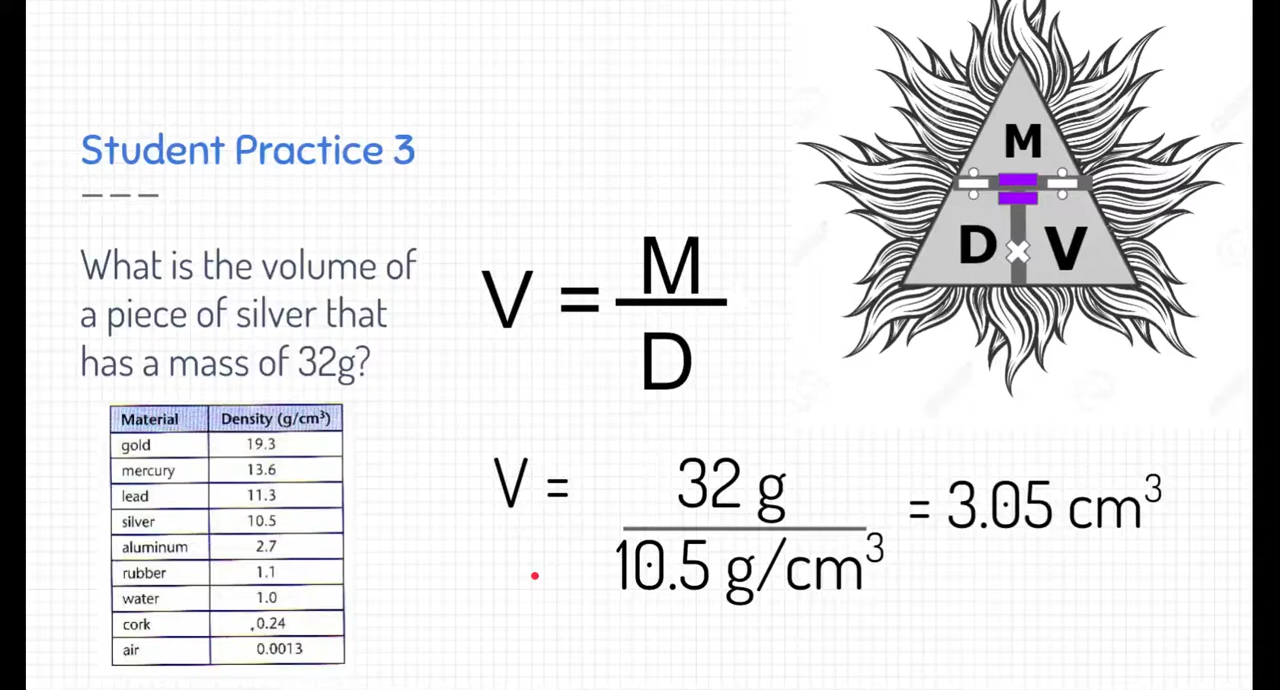 Student Practice 3
What is the volume of
a piece of silver that
has a mass of 32g?
Material Density (g/cm³)
gold 19.3
mercury 13.6
lead 11.3
silver 10.5
aluminum 2.7
rubber 1.1
water 1.0
cork .0.24
air 0.0013
V = M
D
V = 32 g
10.5 g/cm³
= 3.05 cm³
M
D × V